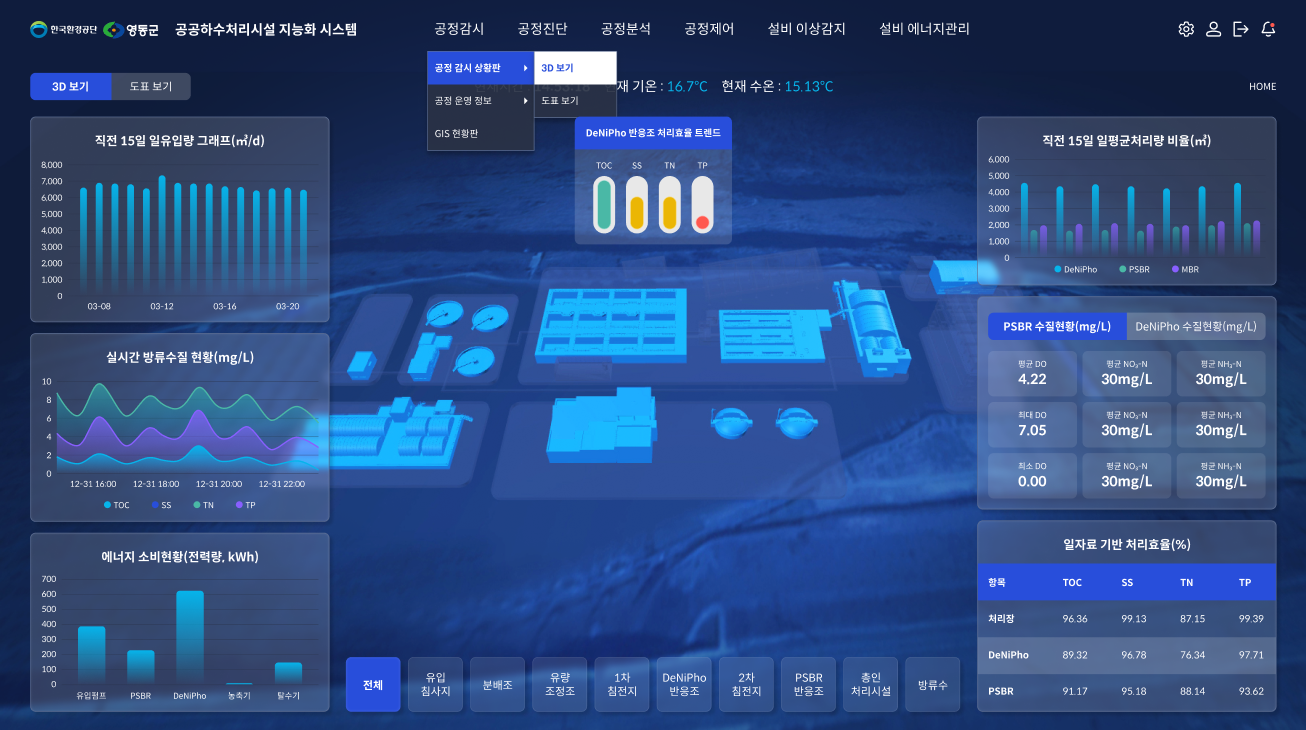 한국환경공단 영동군 공공하수처리시설 지능화 시스템
공정감시 공정진단 공정분석 공정제어 설비 이상감지 설비 에너지관리
공정 감시 상황판
공정 운영 정보
GIS 현황판
3D 보기
도표 보기
3D 보기 도표 보기
기온 : 16.7°C 현재 수온 : 15.13°C
HOME
직전 15일 일유입량 그래프(㎥/d)
8,000
7,000
6,000
5,000
4,000
3,000
2,000
1,000
0
03-08 03-12 03-16 03-20
실시간 방류수질 현황(mg/L)
10
8
6
4
2
0
12-31 16:00 12-31 18:00 12-31 20:00 12-31 22:00
TOC SS TN TP
에너지 소비현황(전력량, kWh)
700
600
500
400
300
200
100
0
유입펌프 PSBR DeNiPho 농축기 탈수기
DeNiPho 반응조 처리효율 트렌드
TOC SS TN TP
전체
유입
침사지
분배조
유량
조정조
1차
침전지
DeNiPho
반응조
2차
침전지
PSBR
반응조
총인
처리시설
방류수
직전 15일 일평균처리량 비율(㎥)
6,000
5,000
4,000
3,000
2,000
1,000
0
DeNiPho PSBR MBR
PSBR 수질현황(mg/L) DeNiPho 수질현황(mg/L)
평균 DO 평균 NO₃-N 평균 NH₄-N
4.22 30mg/L 30mg/L
최대 DO 평균 NO₃-N 평균 NH₄-N
7.05 30mg/L 30mg/L
최소 DO 평균 NO₃-N 평균 NH₄-N
0.00 30mg/L 30mg/L
일자료 기반 처리효율(%)
항목 TOC SS TN TP
처리장 96.36 99.13 87.15 99.39
DeNiPho 89.32 96.78 76.34 97.71
PSBR 91.17 95.18 88.14 93.62